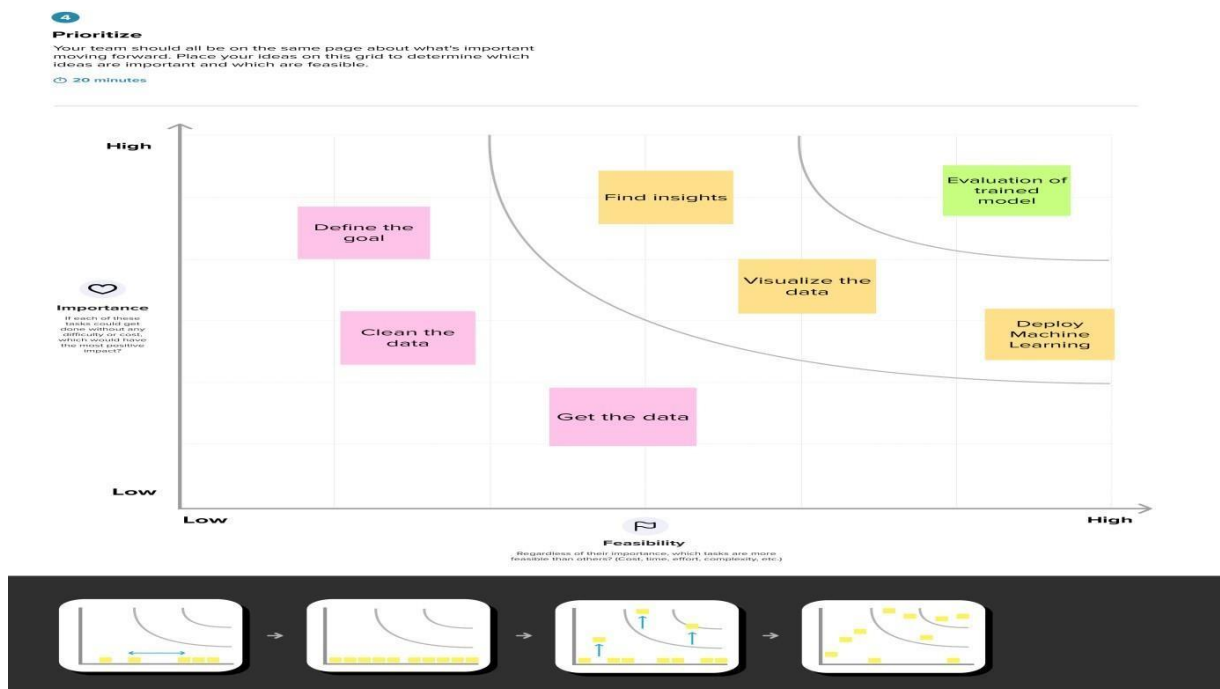 4
Prioritize
Your team should all be on the same page about what's important
moving forward. Place your ideas on this grid to determine which
ideas are important and which are feasible.
20 minutes
High
Evaluation of
trained
model
Find insights
Define the
goal
Visualize the
data
Importance
If each of these
tasks could get
done without any
difficulty or cost,
which would have
the most positive
impact?
Clean the
data
Deploy
Machine
Learning
Get the data
Low
Low
High
Feasibility
Regardless of their importance, which tasks are more
feasible than others? (Cost, time, effort, complexity, etc.)